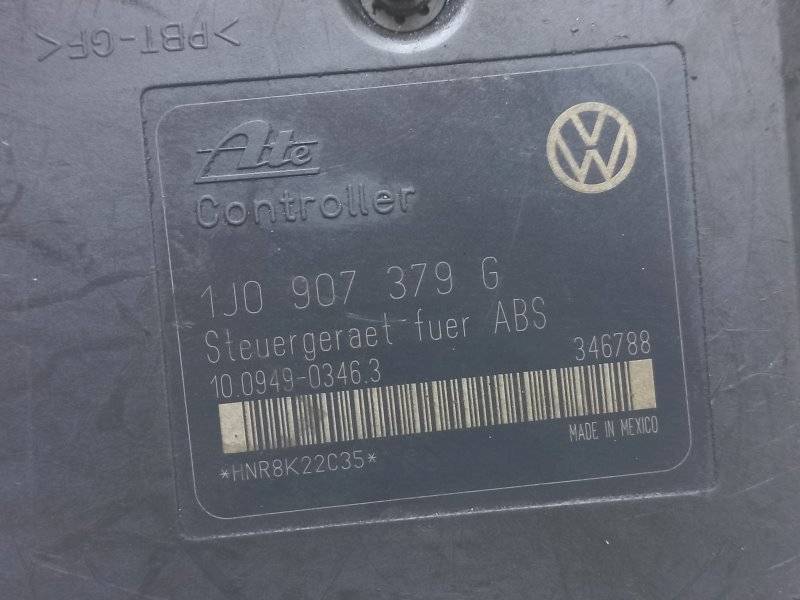 >PBT-GF<
Ate
Controller
1J0 907 379 G
Steuergeraet fuer ABS
10.0949-0346.3 346788
MADE IN MEXICO
*HNR8K22C35*